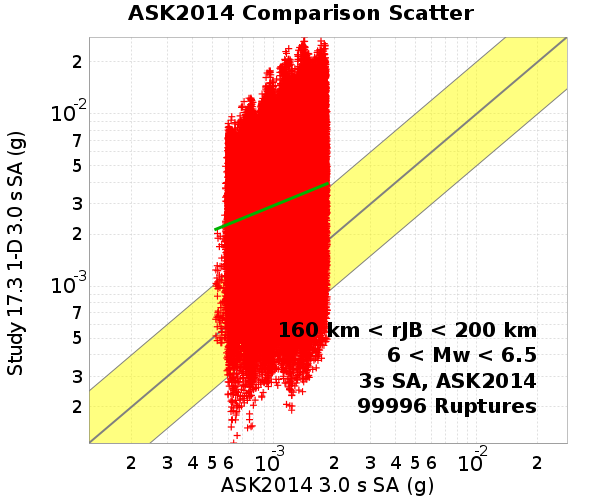 ASK2014 Comparison Scatter
Study 17.3 1-D 3.0 s SA (g)
2
10-2
7
5
3
2
10-3
7
5
3
2
160 km < rJB < 200 km
6 < Mw < 6.5
3s SA, ASK2014
99996 Ruptures
2 3 4 5 6 10-3 2 3 4 5 6 10-2 2
ASK2014 3.0 s SA (g)